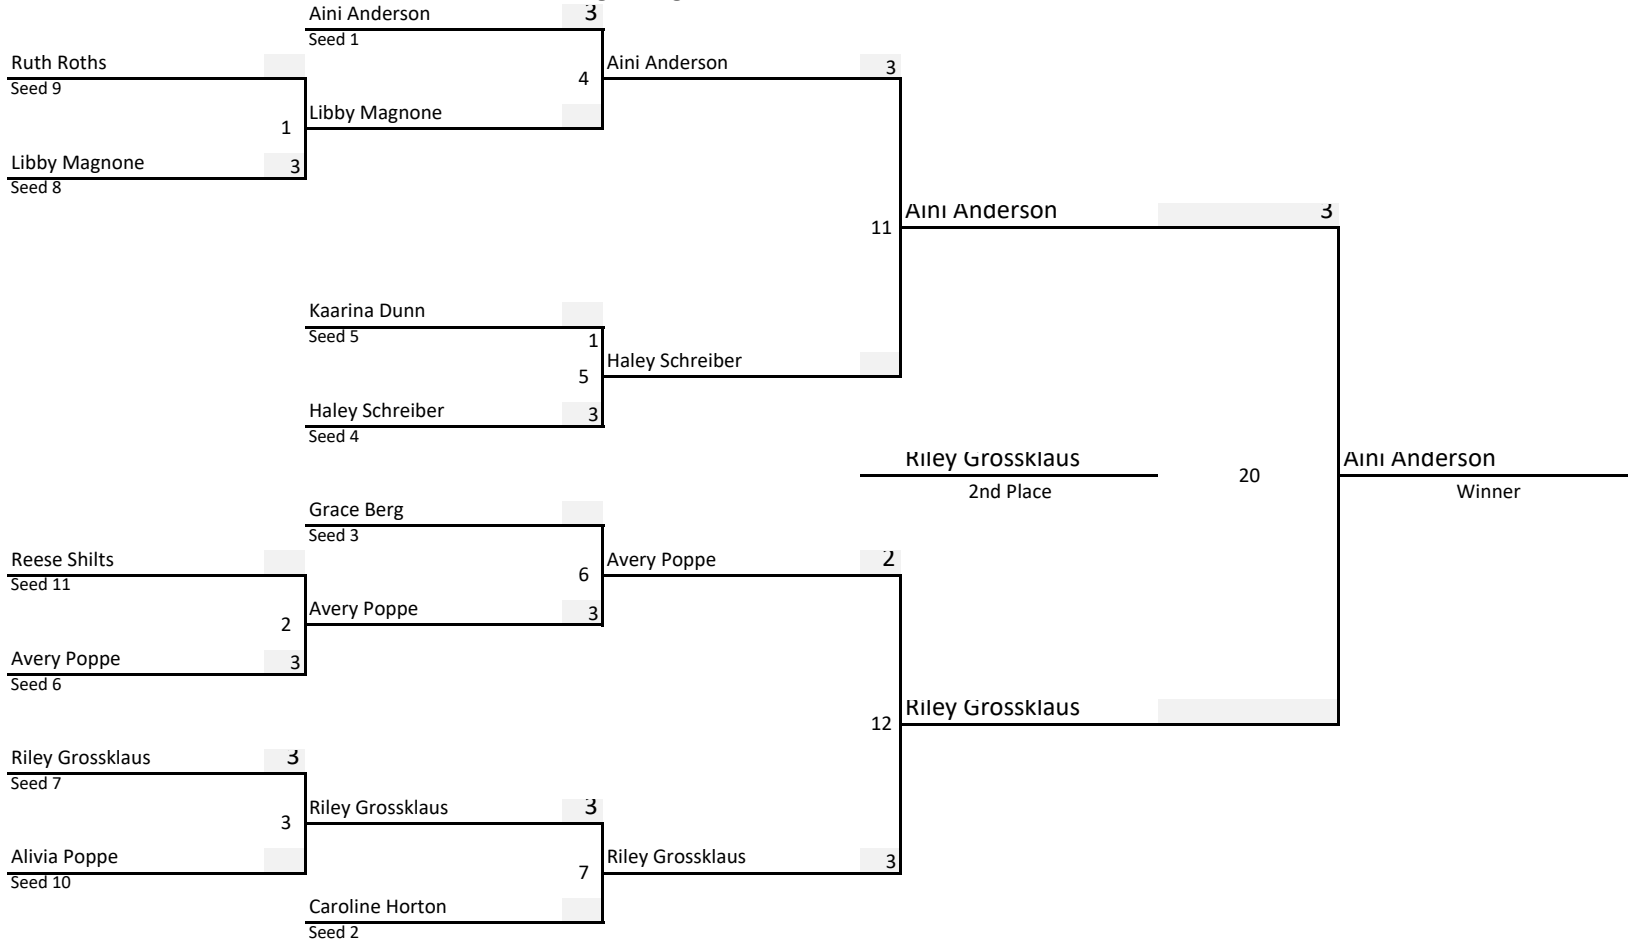 Aini Anderson 3
Seed 1
Ruth Roths
Seed 9
4
Aini Anderson 3
1
Libby Magnone
Libby Magnone 3
Seed 8
Aini Anderson 3
11
Kaarina Dunn
Seed 5
1
5
Haley Schreiber
Haley Schreiber 3
Seed 4
Riley Grossklaus
2nd Place
20
Aini Anderson
Winner
Grace Berg
Seed 3
Reese Shilts
Seed 11
6
Avery Poppe 2
2
Avery Poppe 3
Avery Poppe 3
Seed 6
Riley Grossklaus
12
Riley Grossklaus 3
Seed 7
3
Riley Grossklaus 3
Alivia Poppe
Seed 10
7
Riley Grossklaus 3
Caroline Horton
Seed 2